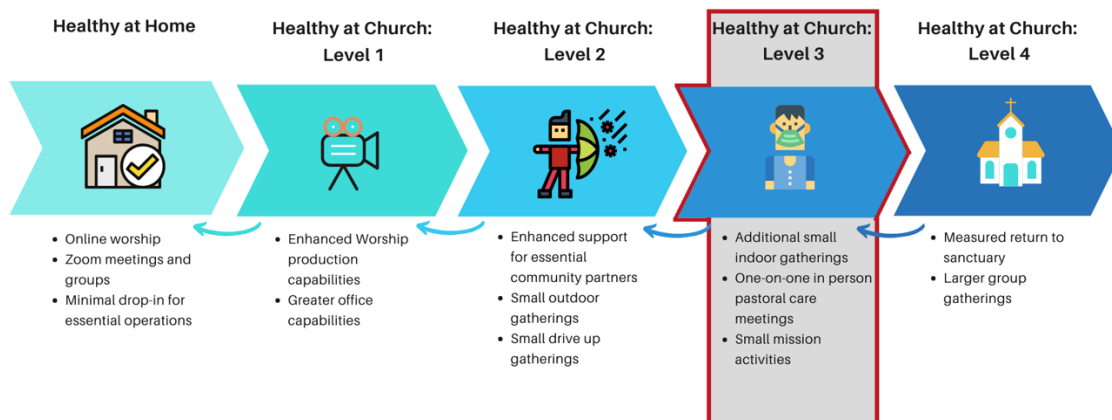 Healthy at Home
Healthy at Church:
Level 1
Healthy at Church:
Level 2
Healthy at Church:
Level 3
Healthy at Church:
Level 4
• Online worship
• Zoom meetings and
groups
• Minimal drop-in for
essential operations
• Enhanced Worship
production
capabilities
• Greater office
capabilities
• Enhanced support
for essential
community partners
• Small outdoor
gatherings
• Small drive up
gatherings
• Additional small
indoor gatherings
• One-on-one in person
pastoral care
meetings
• Small mission
activities
• Measured return to
sanctuary
• Larger group
gatherings